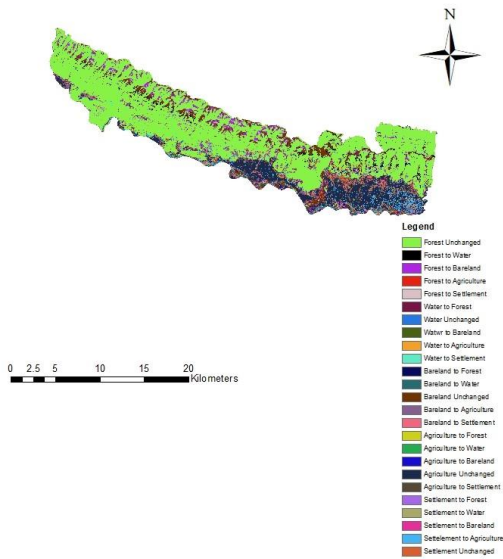 N
Legend
Forest Unchanged
Forest to Water
Forest to Bareland
Forest to Agriculture
Forest to Settlement
Water to Forest
Water Unchanged
Watwr to Bareland
Water to Agriculture
Water to Settlement
Bareland to Forest
Bareland to Water
Bareland Unchanged
Bareland to Agriculture
Bareland to Settlement
Agriculture to Forest
Agriculture to Water
Agriculture to Bareland
Agriculture Unchanged
Agriculture to Settlement
Settlement to Forest
Settlement to Water
Settlement to Bareland
Settelement to Agriculture
Settlement Unchanged
0 2.5 5 10 15 20
Kilometers